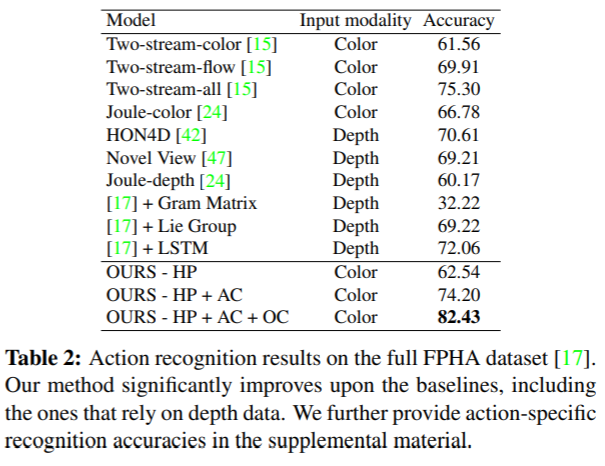 Model Input modality Accuracy
Two-stream-color [15] Color 61.56
Two-stream-flow [15] Color 69.91
Two-stream-all [15] Color 75.30
Joule-color [24] Color 66.78
HON4D [42] Depth 70.61
Novel View [47] Depth 69.21
Joule-depth [24] Depth 60.17
[17] + Gram Matrix Depth 32.22
[17] + Lie Group Depth 69.22
[17] + LSTM Depth 72.06
OURS - HP Color 62.54
OURS - HP + AC Color 74.20
OURS - HP + AC + OC Color 82.43
Table 2: Action recognition results on the full FPHA dataset [17].
Our method significantly improves upon the baselines, including
the ones that rely on depth data. We further provide action-specific
recognition accuracies in the supplemental material.